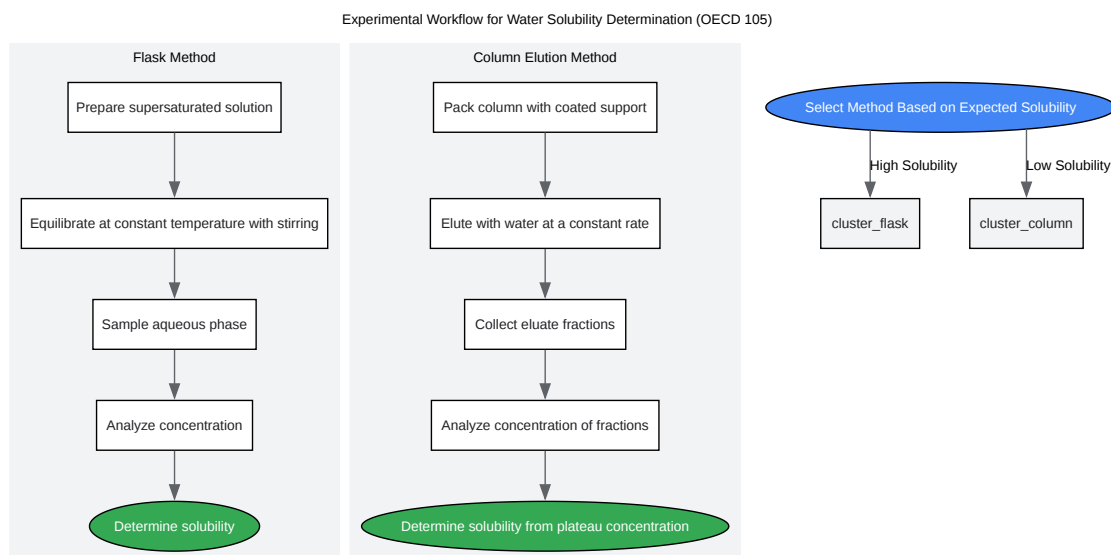 Experimental Workflow for Water Solubility Determination (OECD 105)
Flask Method
Prepare supersaturated solution
Equilibrate at constant temperature with stirring
Sample aqueous phase
Analyze concentration
Determine solubility
Column Elution Method
Pack column with coated support
Elute with water at a constant rate
Collect eluate fractions
Analyze concentration of fractions
Determine solubility from plateau concentration
Select Method Based on Expected Solubility
High Solubility
Low Solubility
cluster_flask
cluster_column